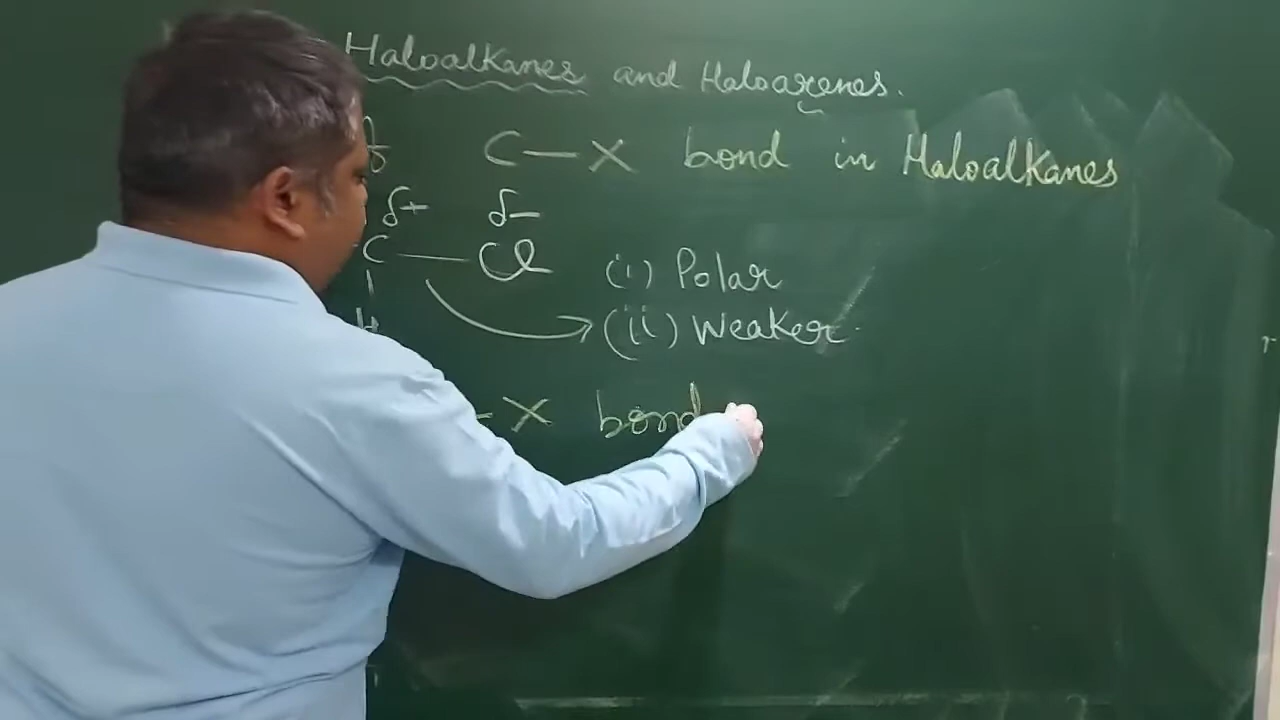 Haloalkanes and Haloarenes.
C—X bond in Haloalkanes
δ+ δ-
C—Cl (i) Polar
H (ii) Weaker.
-X bond